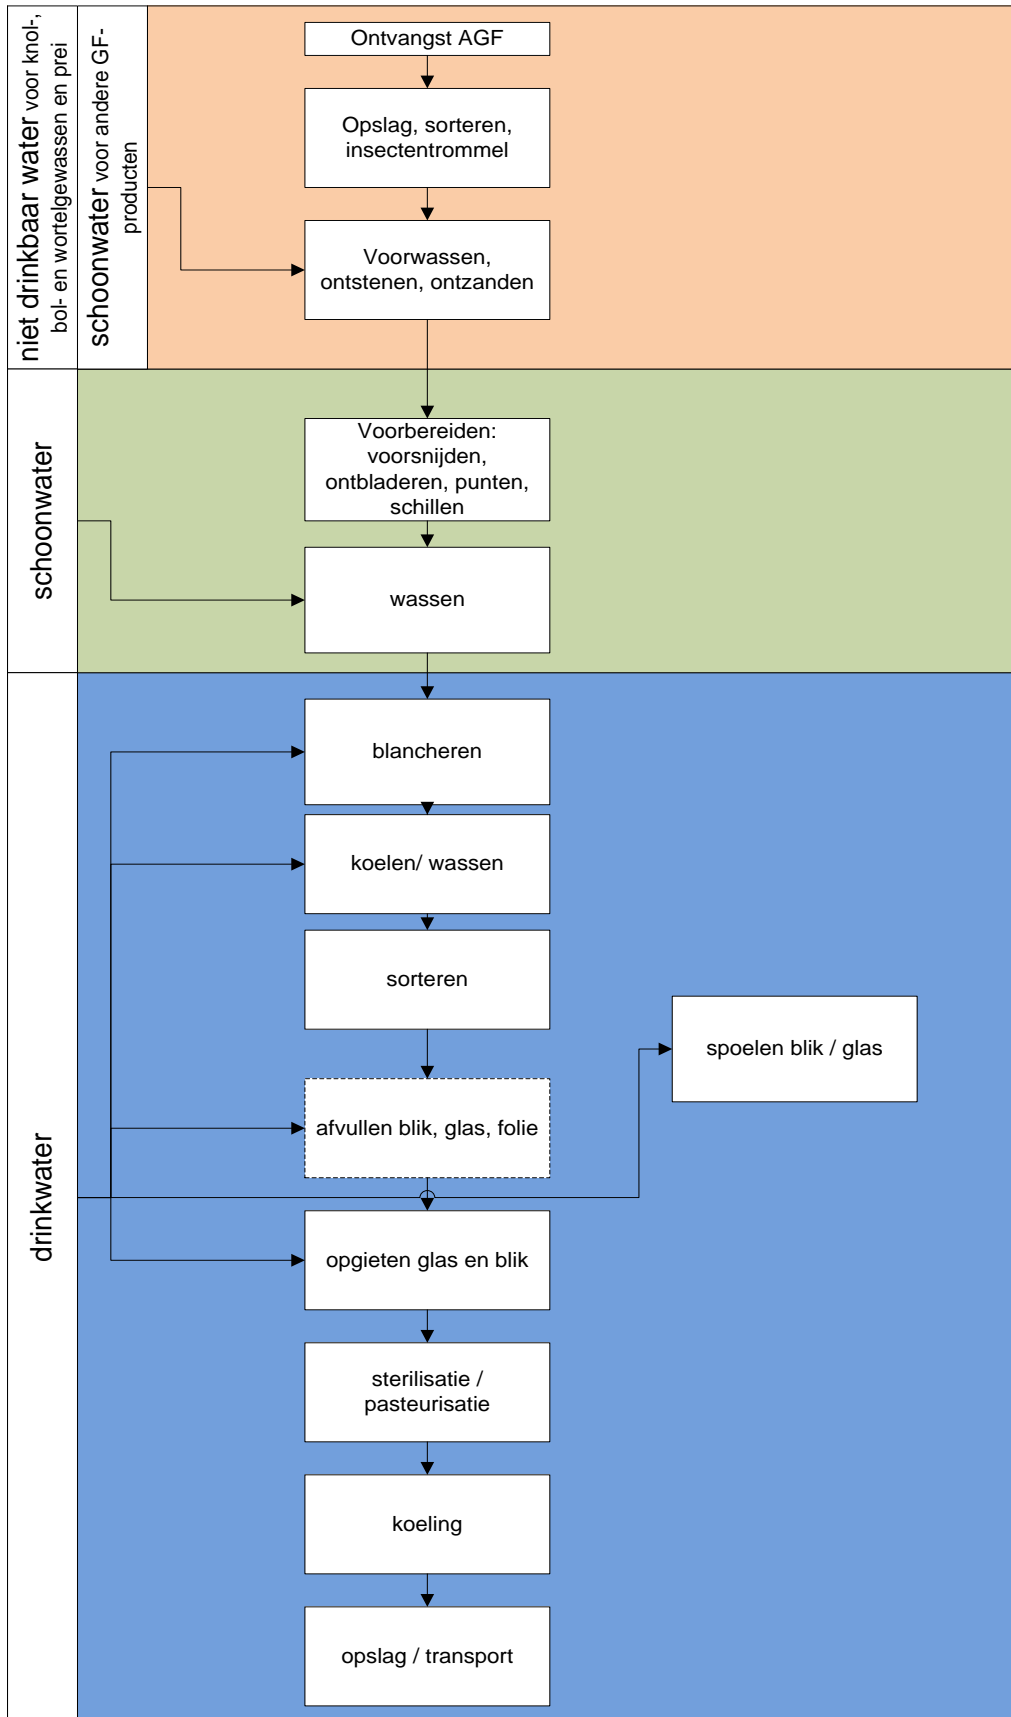 niet drinkbaar water voor knol-,
bol- en wortelgewassen en prei
schoonwater voor andere GF-
producten
Ontvangst AGF
Opslag, sorteren,
insectentrommel
Voorwassen,
ontstenen, ontzanden
schoonwater
Voorbereiden:
voorsnijden,
ontbladeren, punten,
schillen
wassen
drinkwater
blancheren
koelen/ wassen
sorteren
spoelen blik / glas
afvullen blik, glas, folie
opgieten glas en blik
sterilisatie /
pasteurisatie
koeling
opslag / transport